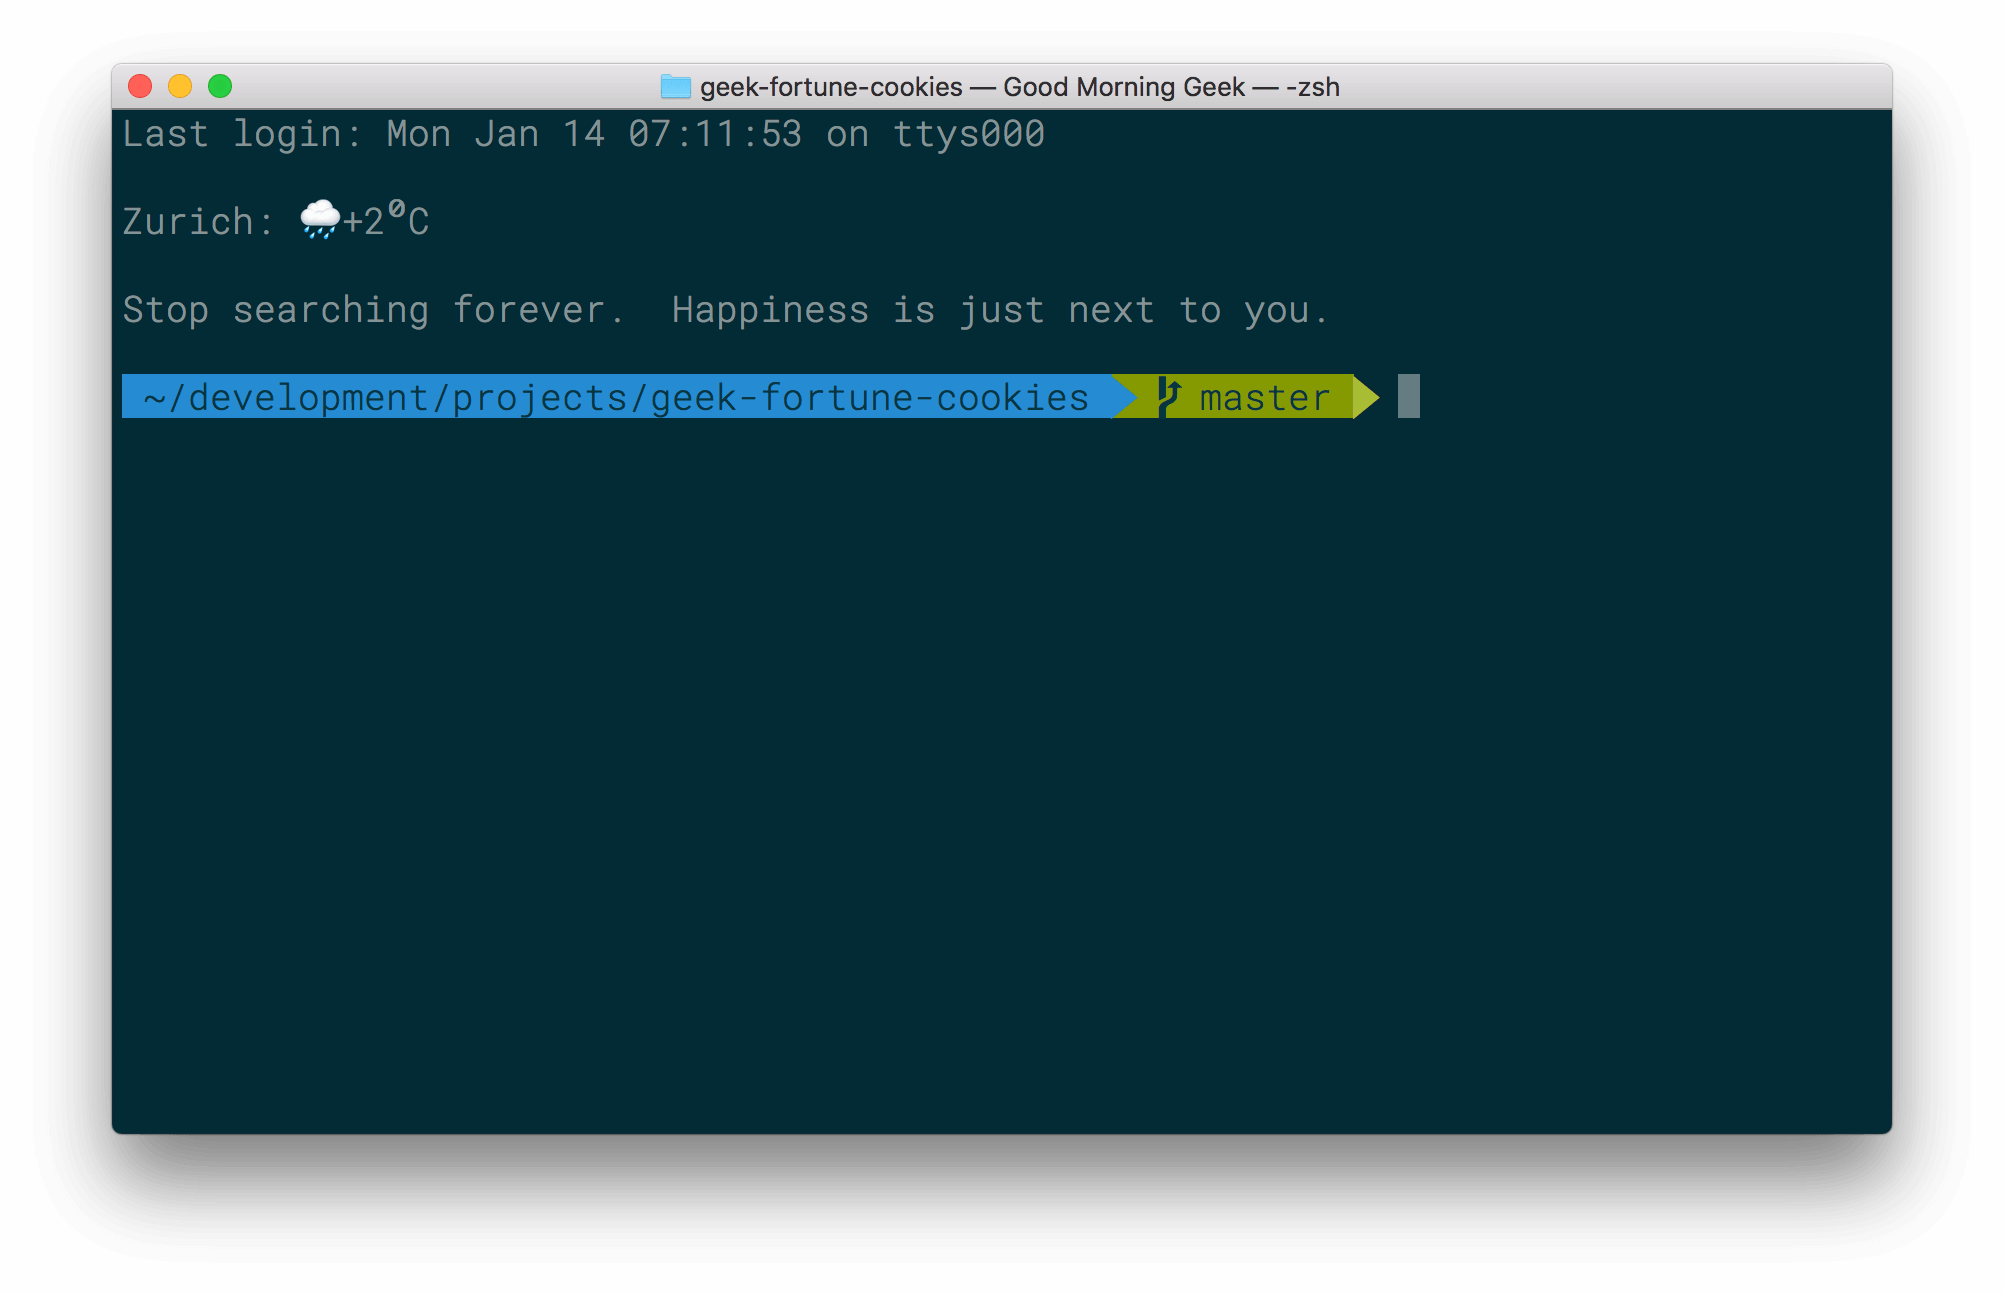 geek-fortune-cookies — Good Morning Geek — -zsh
Last login: Mon Jan 14 07:11:53 on ttys000
Zurich: 🌧+2⁰C
Stop searching forever.  Happiness is just next to you.
~/development/projects/geek-fortune-cookies master